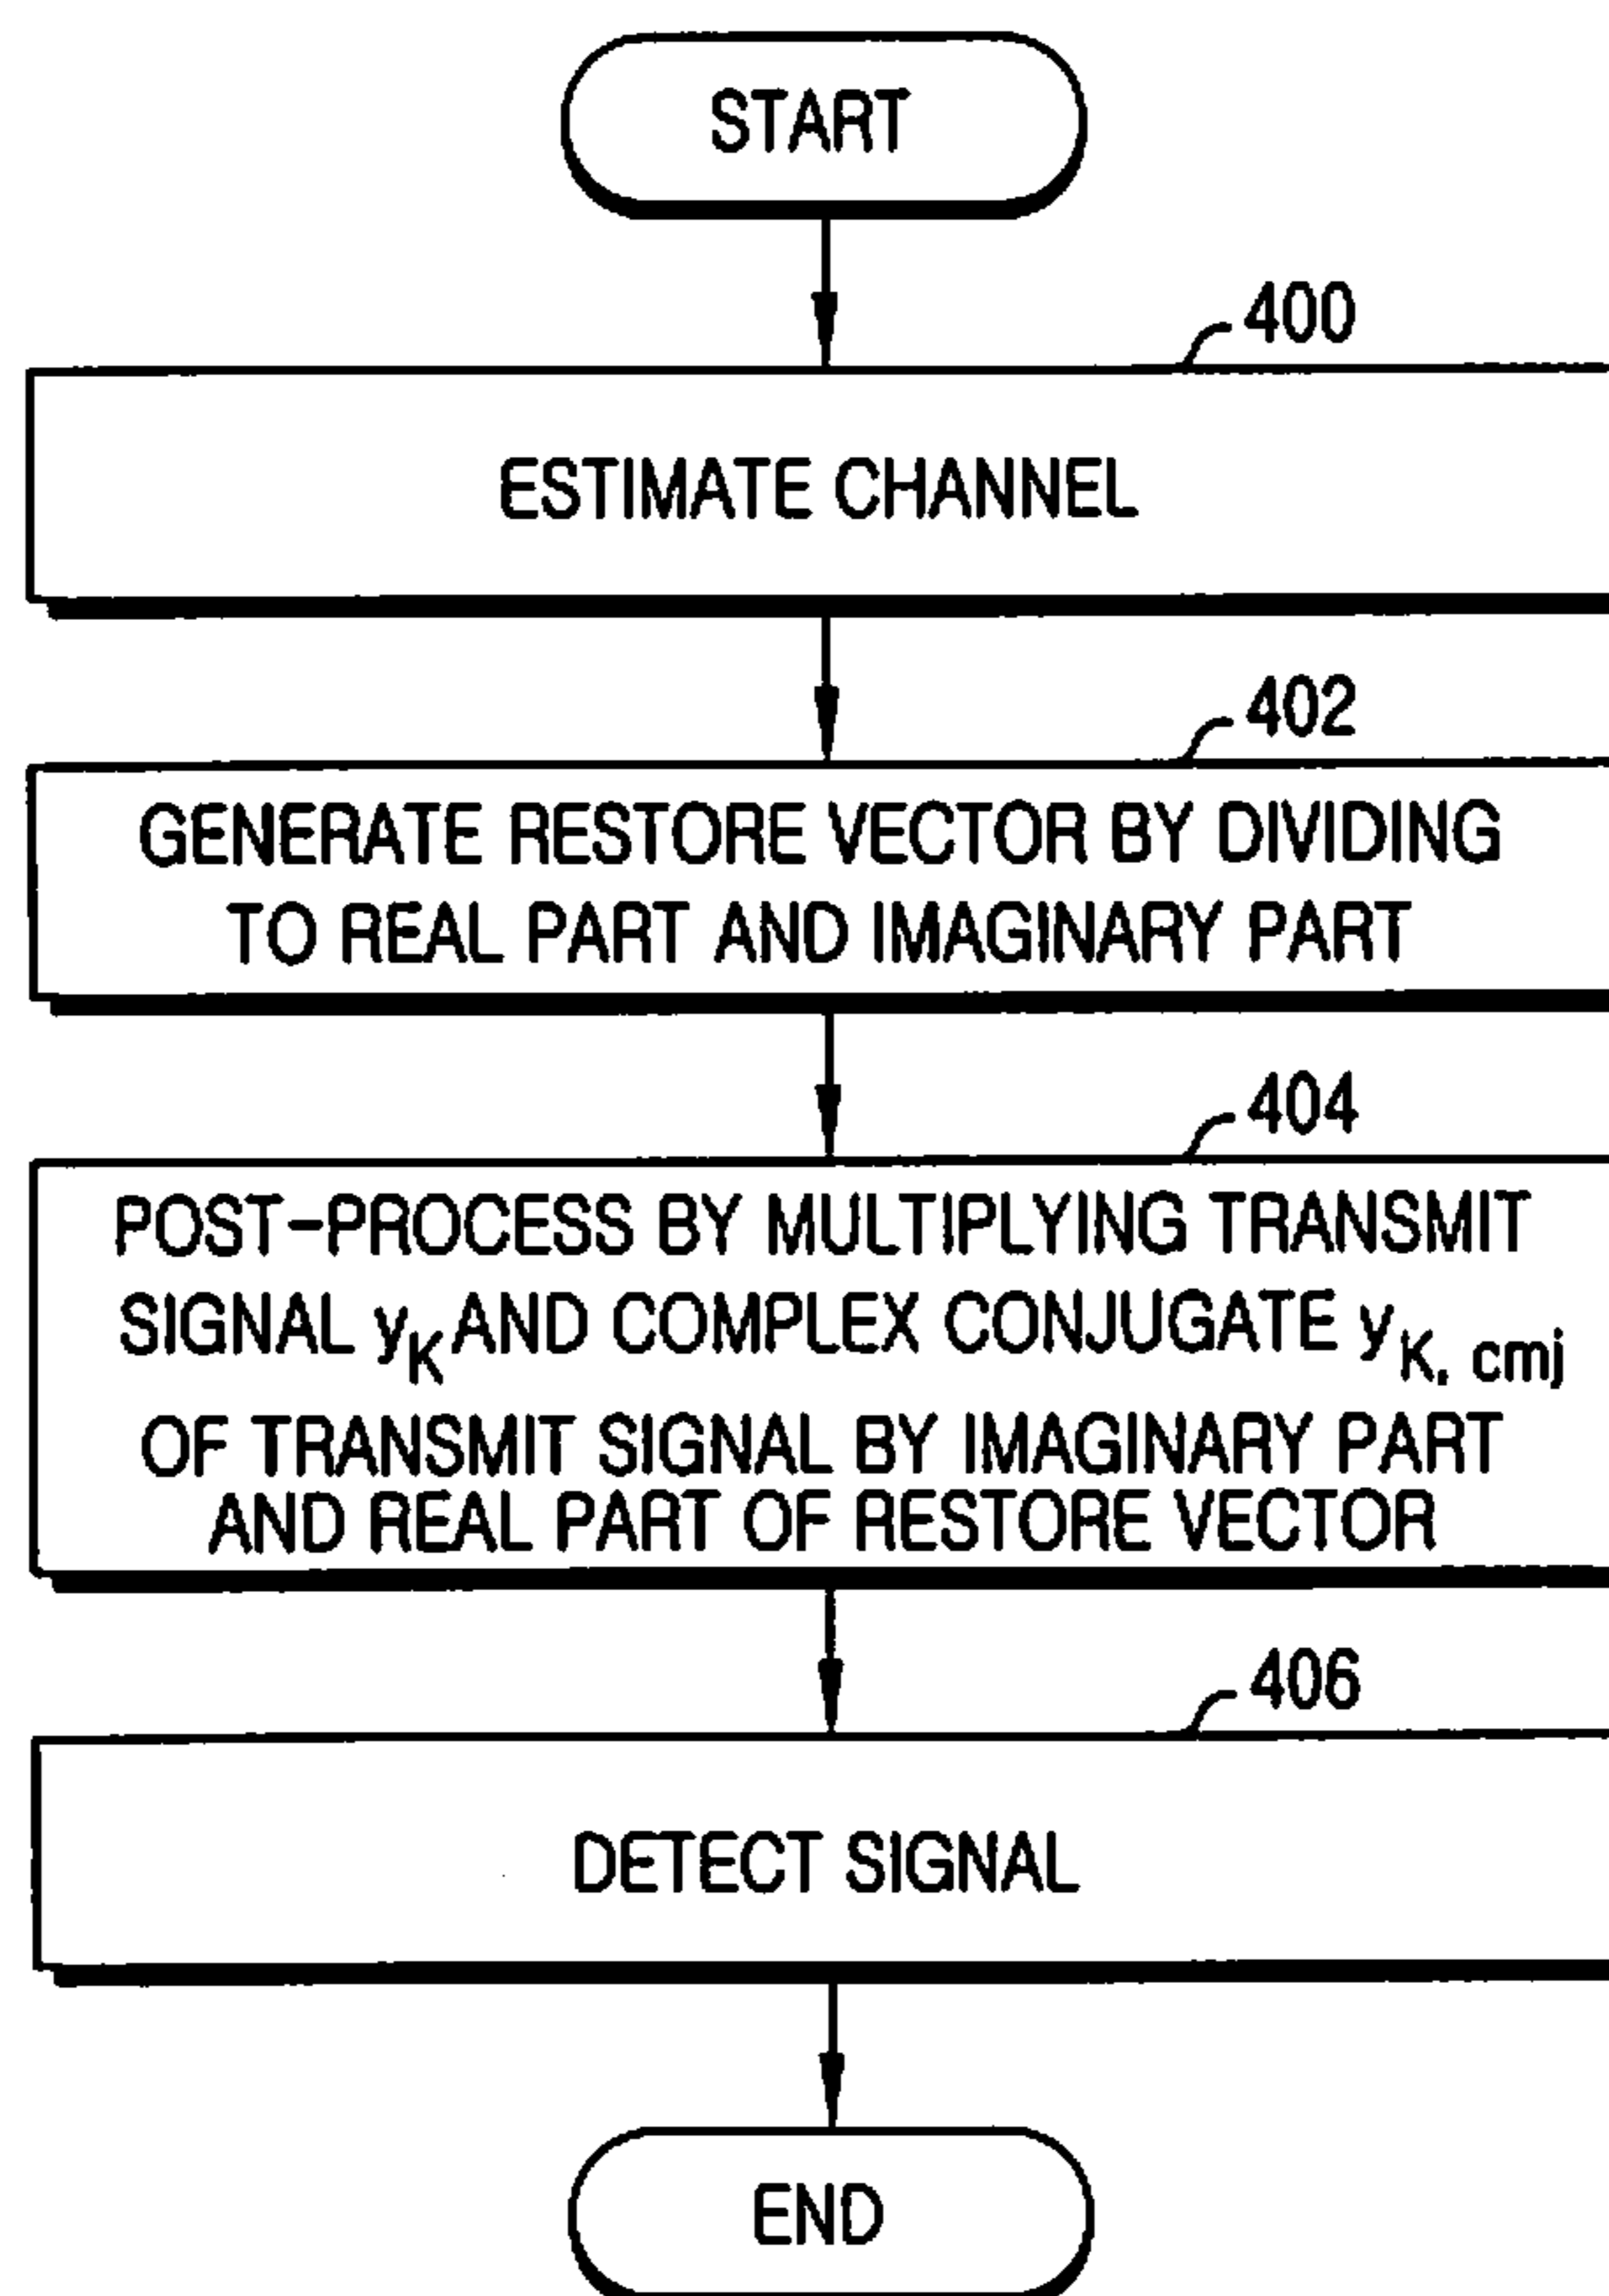 START
400
ESTIMATE CHANNEL
402
GENERATE RESTORE VECTOR BY DIVIDING
TO REAL PART AND IMAGINARY PART
404
POST-PROCESS BY MULTIPLYING TRANSMIT
SIGNAL yK AND COMPLEX CONJUGATE yK, cmj
OF TRANSMIT SIGNAL BY IMAGINARY PART
AND REAL PART OF RESTORE VECTOR
406
DETECT SIGNAL
END